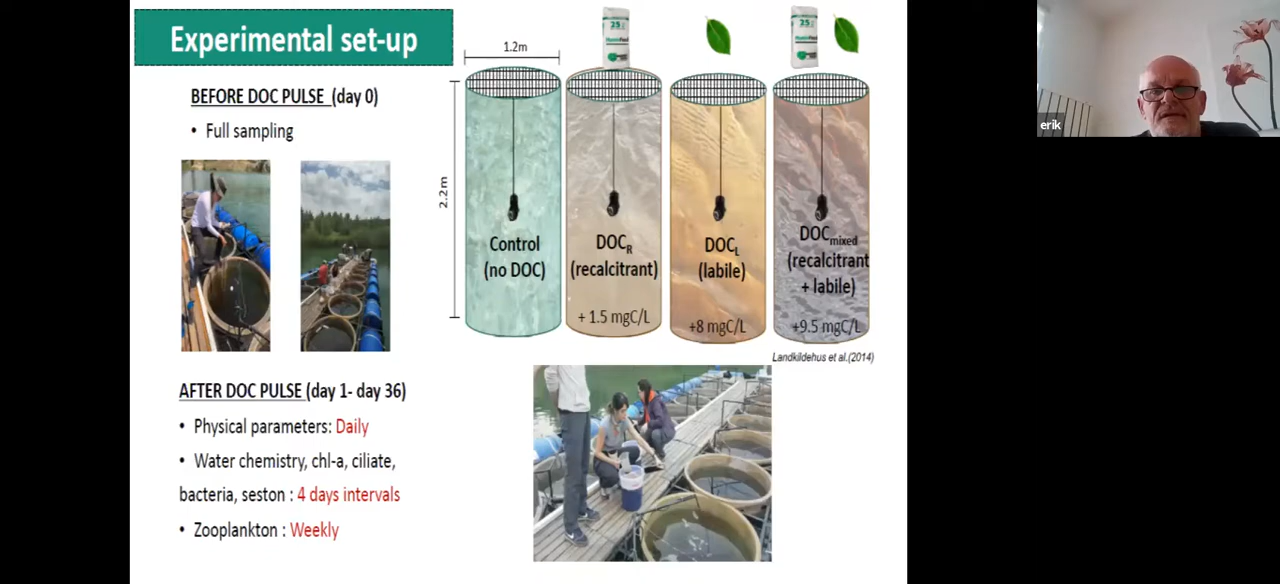 Experimental set-up
BEFORE DOC PULSE (day 0)
• Full sampling
AFTER DOC PULSE (day 1- day 36)
• Physical parameters: Daily
• Water chemistry, chl-a, ciliate,
bacteria, seston : 4 days intervals
• Zooplankton : Weekly
1.2m
2.2m
25
25
Control
(no DOC)
DOCR
(recalcitrant)
+ 1.5 mgC/L
DOCL
(labile)
+8 mgC/L
DOCmixed
(recalcitrant
+ labile)
+9.5 mgC/L
Landkildehus et al.(2014)
erik